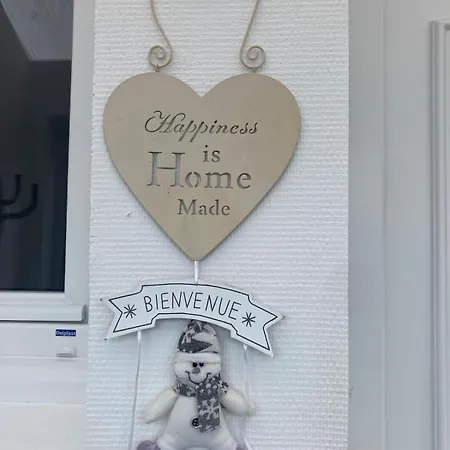 Happiness
is
Home
Made
* BIENVENUE *